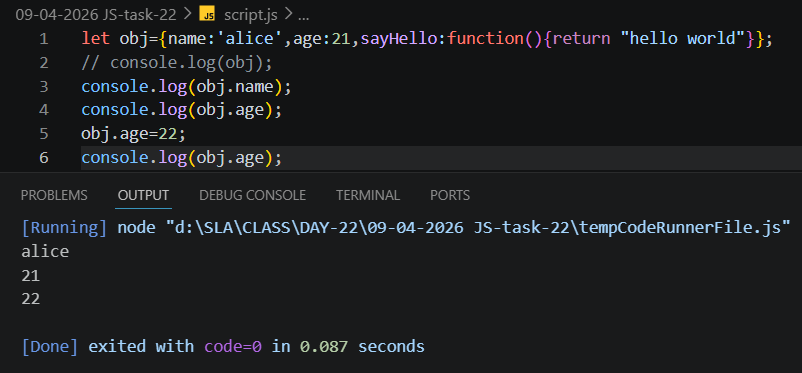 09-04-2026 JS-task-22 > JS script.js > ...
1 let obj={name:'alice',age:21,sayHello:function(){return "hello world"}};
2 // console.log(obj);
3 console.log(obj.name);
4 console.log(obj.age);
5 obj.age=22;
6 console.log(obj.age);
PROBLEMS OUTPUT DEBUG CONSOLE TERMINAL PORTS
[Running] node "d:\SLA\CLASS\DAY-22\09-04-2026 JS-task-22\tempCodeRunnerFile.js"
alice
21
22
[Done] exited with code=0 in 0.087 seconds